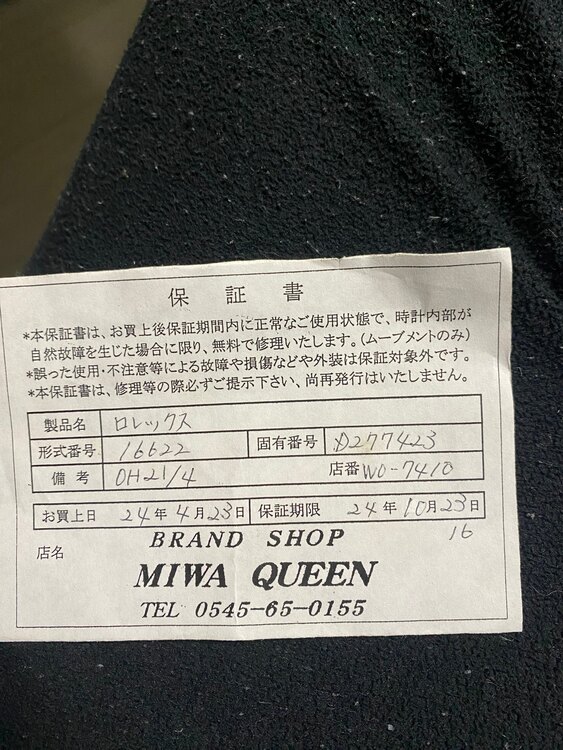 保証書
*本保証書は、お買上後保証期間内に正常なご使用状態で、時計内部が
自然故障を生じた場合に限り、無料で修理いたします。(ムーブメントのみ)
*誤った使用・不注意等による故障や損傷などや外装は保証対象外です。
*本保証書は、修理等の際必ずご提示下さい、尚再発行はいたしません。
製品名 ロレックス
形式番号 16622 固有番号 D277423
備考 OH21/4 店番 WO-7410
お買上日 24年4月23日 保証期限 24年10月23日
16
店名 BRAND SHOP
MIWA QUEEN
TEL 0545-65-0155